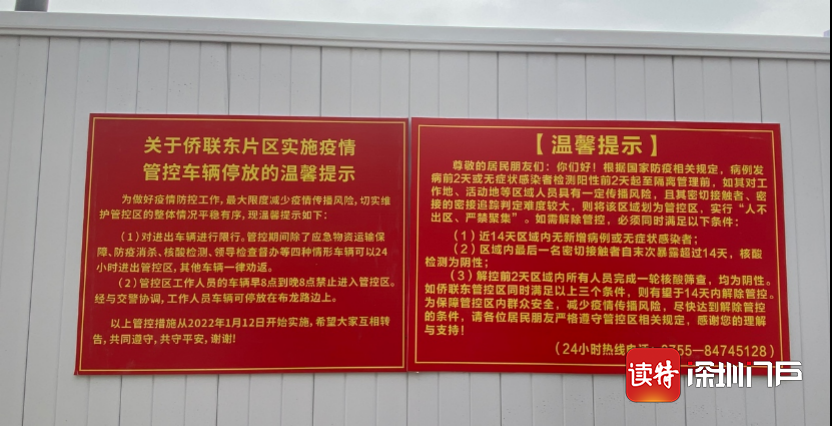 关于侨联东片区实施疫情
管控车辆停放的温馨提示
为做好疫情防控工作，最大限度减少疫情传播风险，切实
维护管控区的整体情况平稳有序，现温馨提示如下：
（1）对进出车辆进行限行。管控期间除了应急物资运输保
障、防疫消杀、核酸检测、领导检查督办等四种情形车辆可以24
小时进出管控区，其他车辆一律劝返。
（2）管控区工作人员的车辆早8点到晚8点禁止进入管控区。
经与交警协调，工作人员车辆可停放在布龙路边上。
以上管控措施从2022年1月12日开始实施，希望大家互相转
告，共同遵守，共守平安，谢谢！
【温馨提示】
尊敬的居民朋友们：你们好！根据国家防疫相关规定，病例发
病前2天或无症状感染者检测阳性前2天起至隔离管理前，如其对工
作地、活动地等区域人员具有一定传播风险，且其密切接触者、密
接的密接追踪判定难度较大，则将该区域划为管控区，实行“人不
出区、严禁聚集”。如需解除管控，必须同时满足以下条件：
（1）近14天区域内无新增病例或无症状感染者；
（2）区域内最后一名密切接触者自末次暴露超过14天，核酸
检测为阴性；
（3）解控前2天区域内所有人员完成一轮核酸筛查，均为阴性。
如侨联东管控区同时满足以上三个条件，则有望于14天内解除管控。
为保障管控区内群众安全，减少疫情传播风险，尽快达到解除管控
的条件，请各位居民朋友严格遵守管控区相关规定，感谢您的理解
与支持！
（24小时热线电话：0755-84745128）
读特 深圳门户